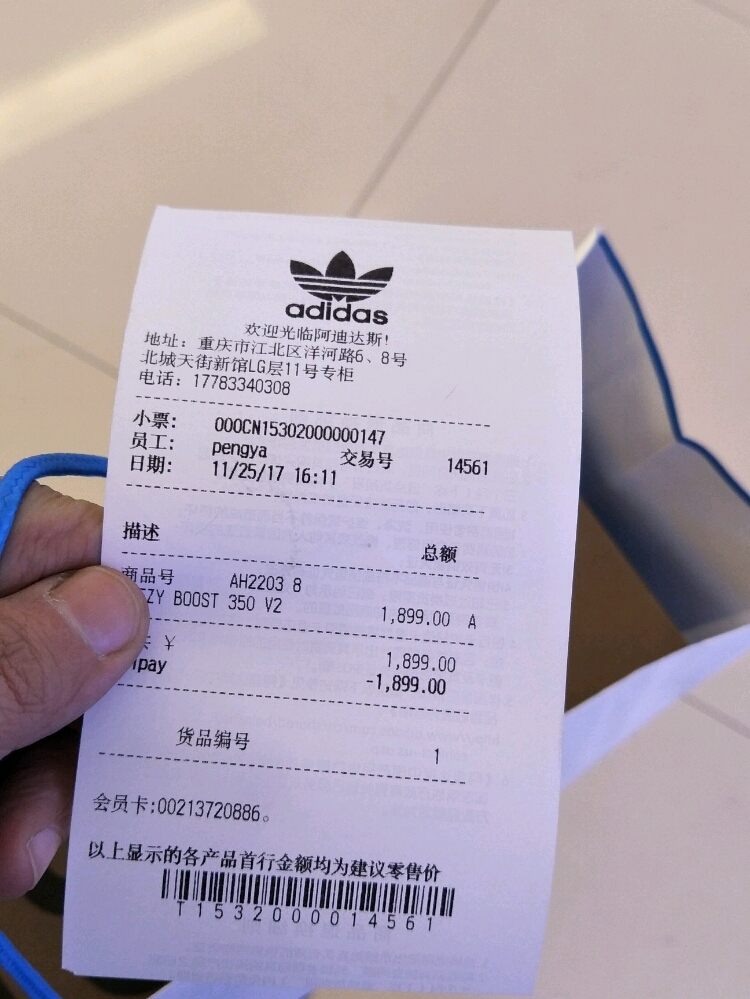 adidas
欢迎光临阿迪达斯!
地址: 重庆市江北区洋河路6、8号
北城天街新馆LG层11号专柜
电话: 17783340308
小票: 000CN15302000000147
员工: pengya 交易号 14561
日期: 11/25/17 16:11
描述 总额
商品号 AH2203 8
ZY BOOST 350 V2 1,899.00 A
¥ 1,899.00
pay -1,899.00
货品编号 1
会员卡:00213720886。
以上显示的各产品首行金额均为建议零售价
T1532000014561